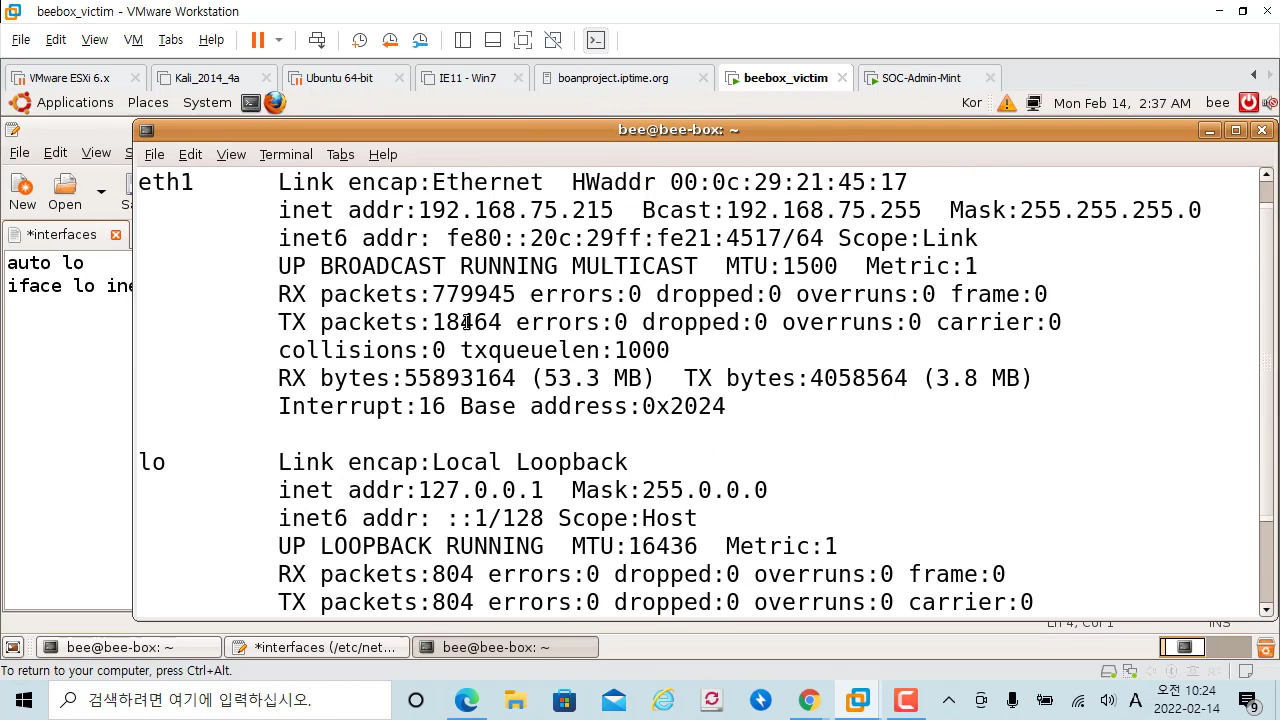 beebox_victim - VMware Workstation
File Edit View VM Tabs Help
VMware ESXi 6.x Kali_2014_4a Ubuntu 64-bit IE11 - Win7 boanproject.iptime.org beebox_victim SOC-Admin-Mint
Applications Places System Kor Mon Feb 14, 2:37 AM bee
bee@bee-box: ~
File Edit View
File Edit View Terminal Tabs Help
New Open
*interfaces
auto lo
iface lo ine
eth1 Link encap:Ethernet HWaddr 00:0c:29:21:45:17
inet addr:192.168.75.215 Bcast:192.168.75.255 Mask:255.255.255.0
inet6 addr: fe80::20c:29ff:fe21:4517/64 Scope:Link
UP BROADCAST RUNNING MULTICAST MTU:1500 Metric:1
RX packets:779945 errors:0 dropped:0 overruns:0 frame:0
TX packets:18464 errors:0 dropped:0 overruns:0 carrier:0
collisions:0 txqueuelen:1000
RX bytes:55893164 (53.3 MB) TX bytes:4058564 (3.8 MB)
Interrupt:16 Base address:0x2024
lo Link encap:Local Loopback
inet addr:127.0.0.1 Mask:255.0.0.0
inet6 addr: ::1/128 Scope:Host
UP LOOPBACK RUNNING MTU:16436 Metric:1
RX packets:804 errors:0 dropped:0 overruns:0 frame:0
TX packets:804 errors:0 dropped:0 overruns:0 carrier:0
Ln 4, Col 1 INS
bee@bee-box: ~ *interfaces (/etc/net... bee@bee-box: ~
To return to your computer, press Ctrl+Alt.
검색하려면 여기에 입력하십시오.
A 오전 10:24
2022-02-14
9